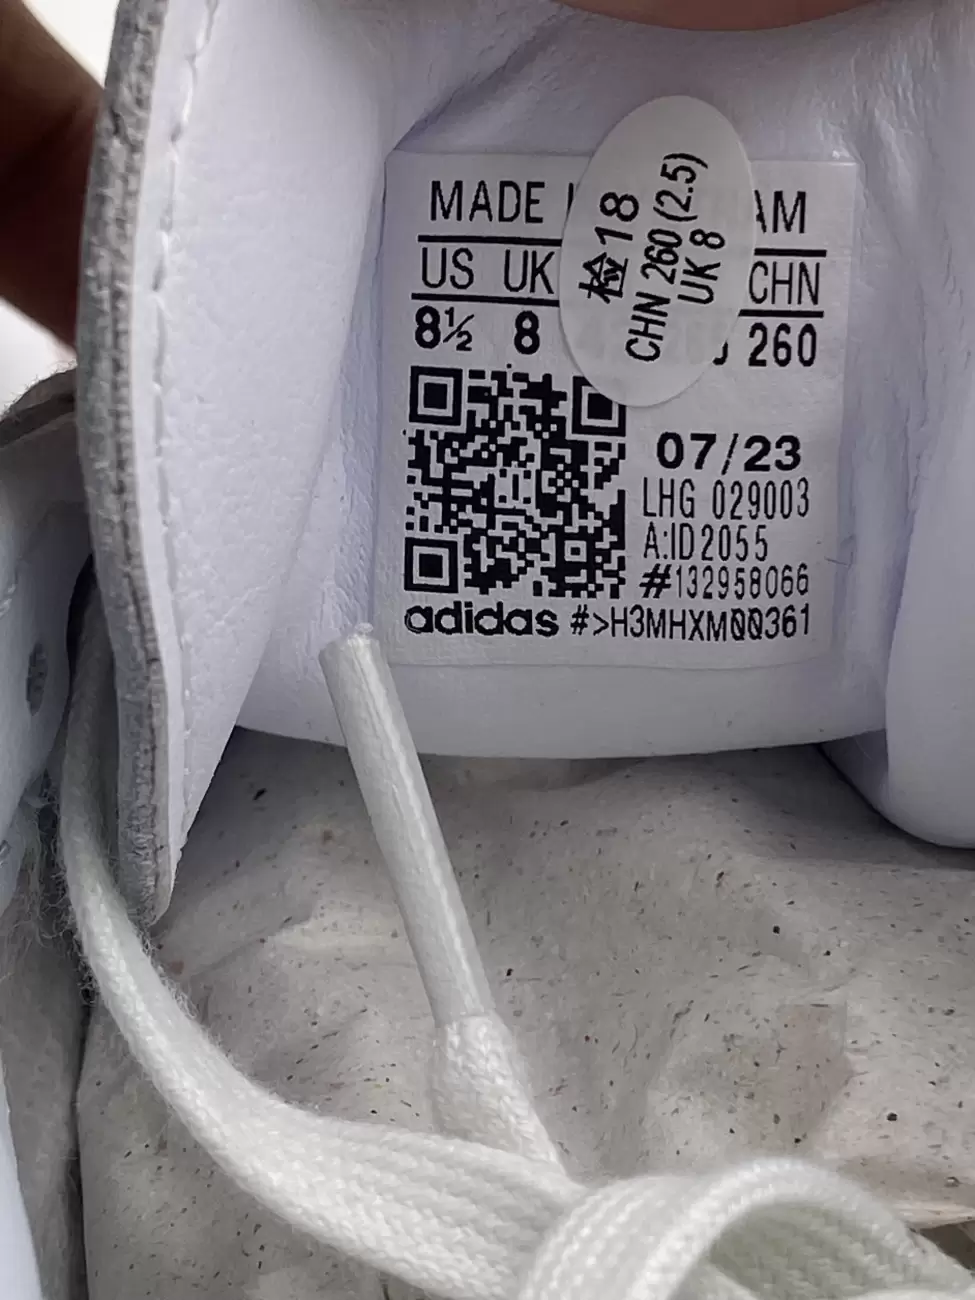 MADE
AM
US UK
CHN
8½ 8
260
检18
CHN 260 (2.5)
UK 8
07/23
LHG 029003
A:ID2055
#132958066
adidas #>H3MHXM00361